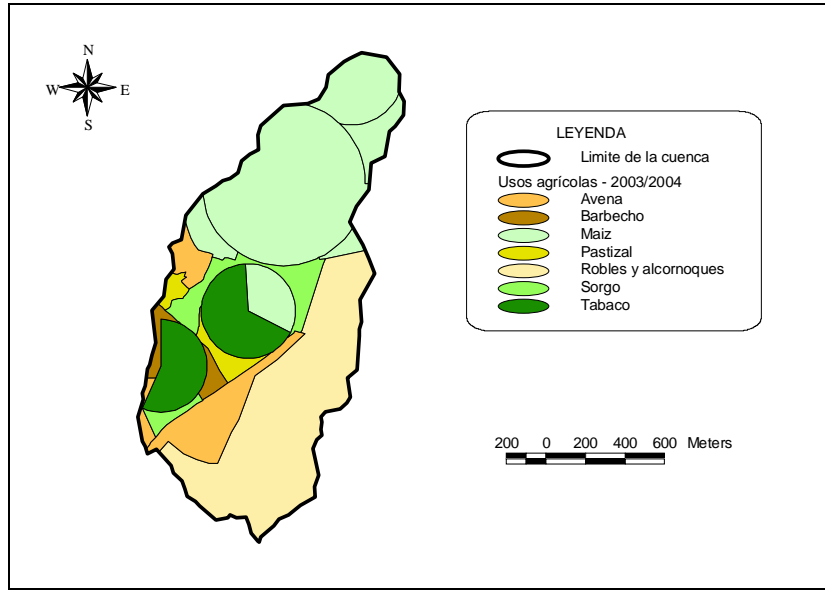 N
W E
S
LEYENDA
Limite de la cuenca
Usos agrícolas - 2003/2004
Avena
Barbecho
Maiz
Pastizal
Robles y alcornoques
Sorgo
Tabaco
200 0 200 400 600 Meters